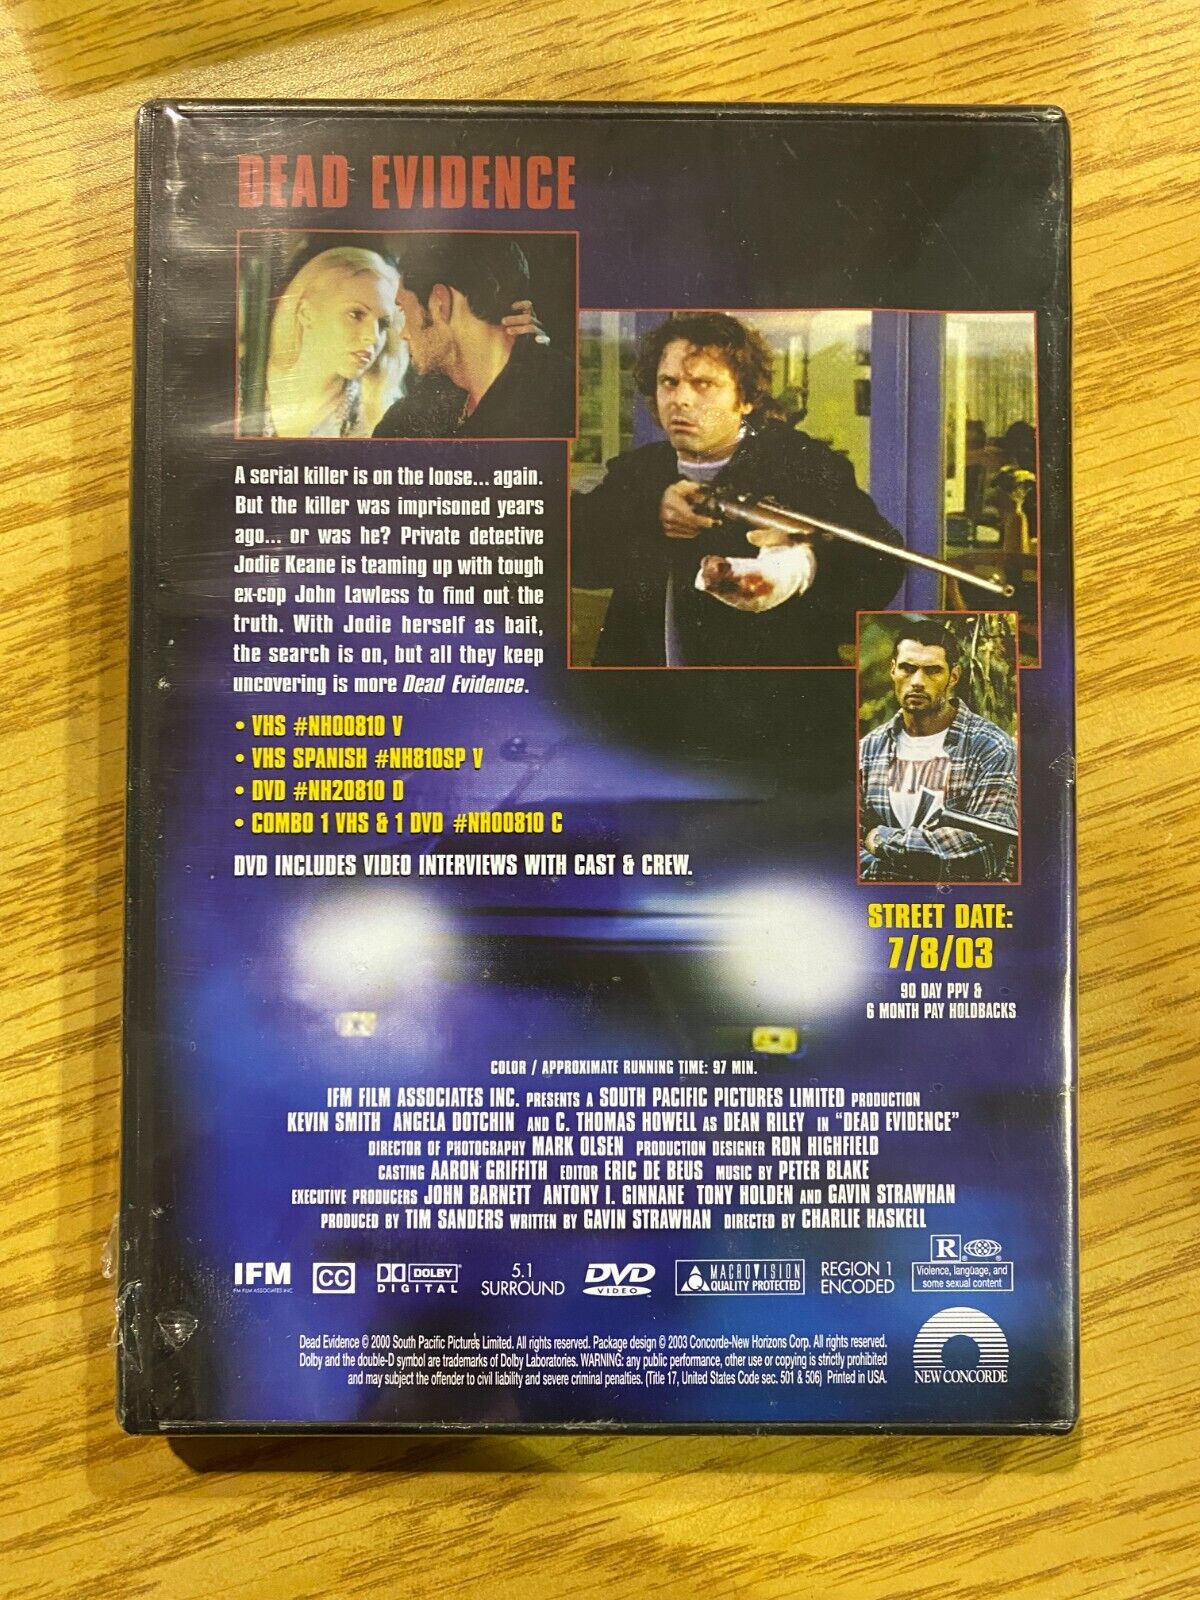 DEAD EVIDENCE
A serial killer is on the loose... again.
But the killer was imprisoned years
ago... or was he? Private detective
Jodie Keane is teaming up with tough
ex-cop John Lawless to find out the
truth. With Jodie herself as bait,
the search is on, but all they keep
uncovering is more Dead Evidence.
• VHS #NH00810 V
• VHS SPANISH #NH810SP V
• DVD #NH20810 D
• COMBO 1 VHS & 1 DVD #NH00810 C
DVD INCLUDES VIDEO INTERVIEWS WITH CAST & CREW.
STREET DATE:
7/8/03
90 DAY PPV &
6 MONTH PAY HOLDBACKS
COLOR / APPROXIMATE RUNNING TIME: 97 MIN.
IFM FILM ASSOCIATES INC. PRESENTS A SOUTH PACIFIC PICTURES LIMITED PRODUCTION
KEVIN SMITH ANGELA DOTCHIN AND C. THOMAS HOWELL AS DEAN RILEY IN "DEAD EVIDENCE"
DIRECTOR OF PHOTOGRAPHY MARK OLSEN PRODUCTION DESIGNER RON HIGHFIELD
CASTING AARON GRIFFITH EDITOR ERIC DE BEUS MUSIC BY PETER BLAKE
EXECUTIVE PRODUCERS JOHN BARNETT ANTONY I. GINNANE TONY HOLDEN AND GAVIN STRAWHAN
PRODUCED BY TIM SANDERS WRITTEN BY GAVIN STRAWHAN DIRECTED BY CHARLIE HASKELL
IFM
IFM FILM ASSOCIATES INC
CC
DOLBY
DIGITAL
5.1
SURROUND
DVD
VIDEO
MACROVISION
QUALITY PROTECTED
REGION 1
ENCODED
R
Violence, language, and
some sexual content
Dead Evidence © 2000 South Pacific Pictures Limited. All rights reserved. Package design © 2003 Concorde-New Horizons Corp. All rights reserved.
Dolby and the double-D symbol are trademarks of Dolby Laboratories. WARNING: any public performance, other use or copying is strictly prohibited
and may subject the offender to civil liability and severe criminal penalties. (Title 17, United States Code sec. 501 & 506) Printed in USA.
NEW CONCORDE